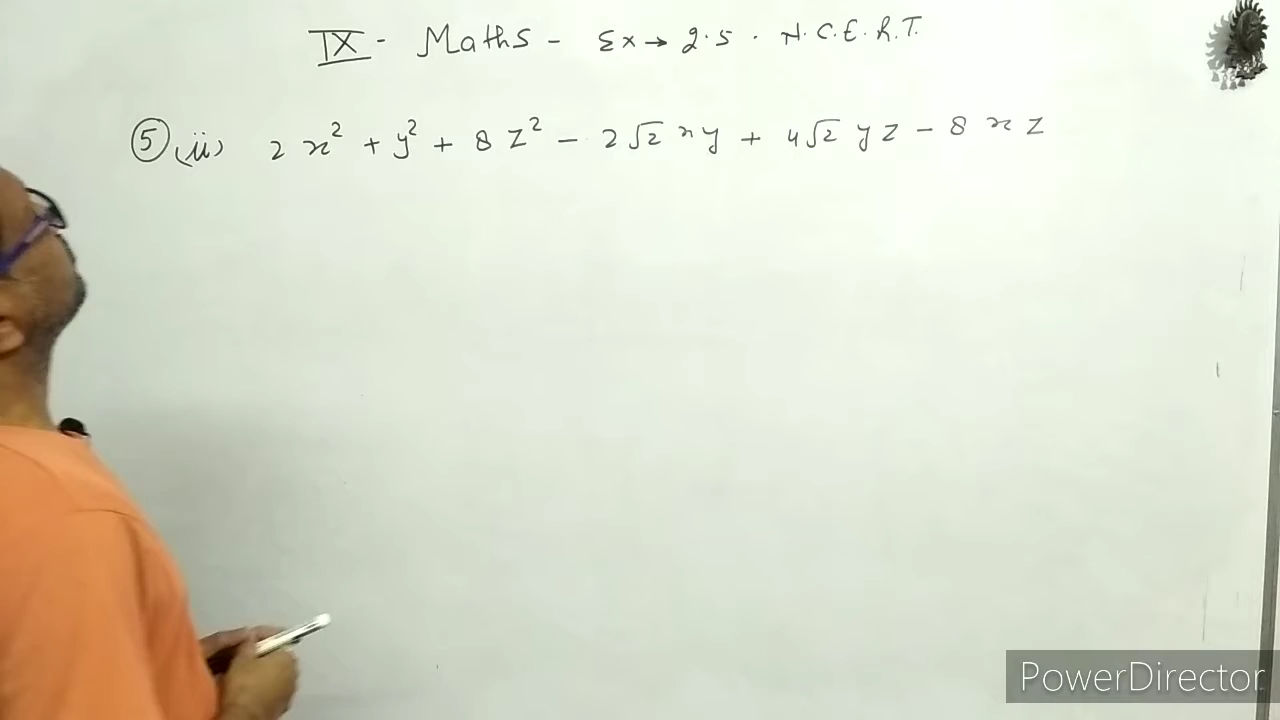 IX - Maths - Ex → 2.5 . N.C.E.R.T.
5 (ii) 2x² + y² + 8z² - 2√2 xy + 4√2 yz - 8xz
PowerDirector